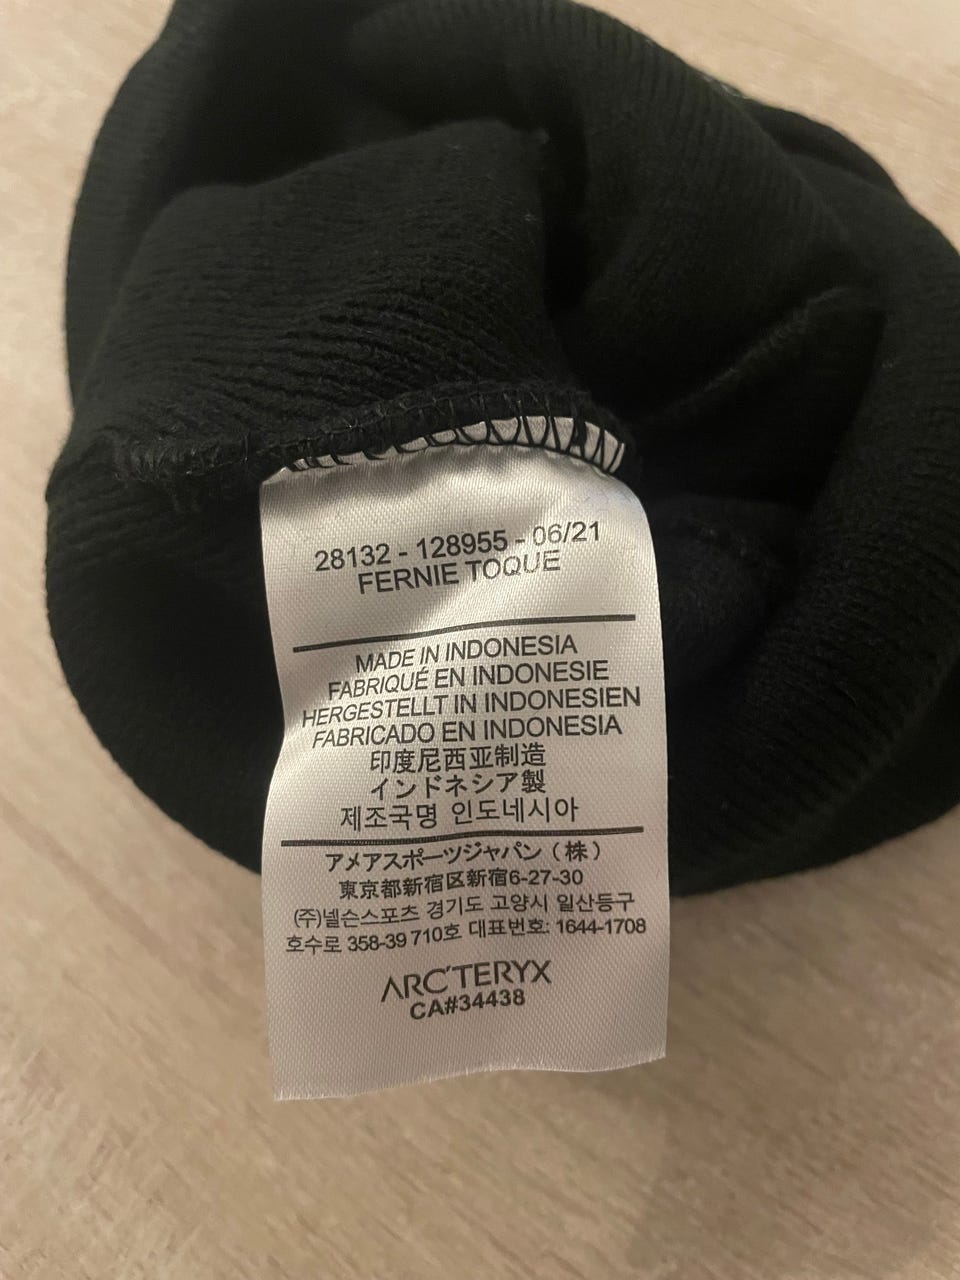 28132 - 128955 - 06/21
FERNIE TOQUE
MADE IN INDONESIA
FABRIQUÉ EN INDONESIE
HERGESTELLT IN INDONESIEN
FABRICADO EN INDONESIA
印度尼西亚制造
インドネシア製
제조국명 인도네시아
アメアスポーツジャパン（株）
東京都新宿区新宿6-27-30
(주)넬슨스포츠 경기도 고양시 일산동구
호수로 358-39 710호 대표번호: 1644-1708
ARC'TERYX
CA#34438